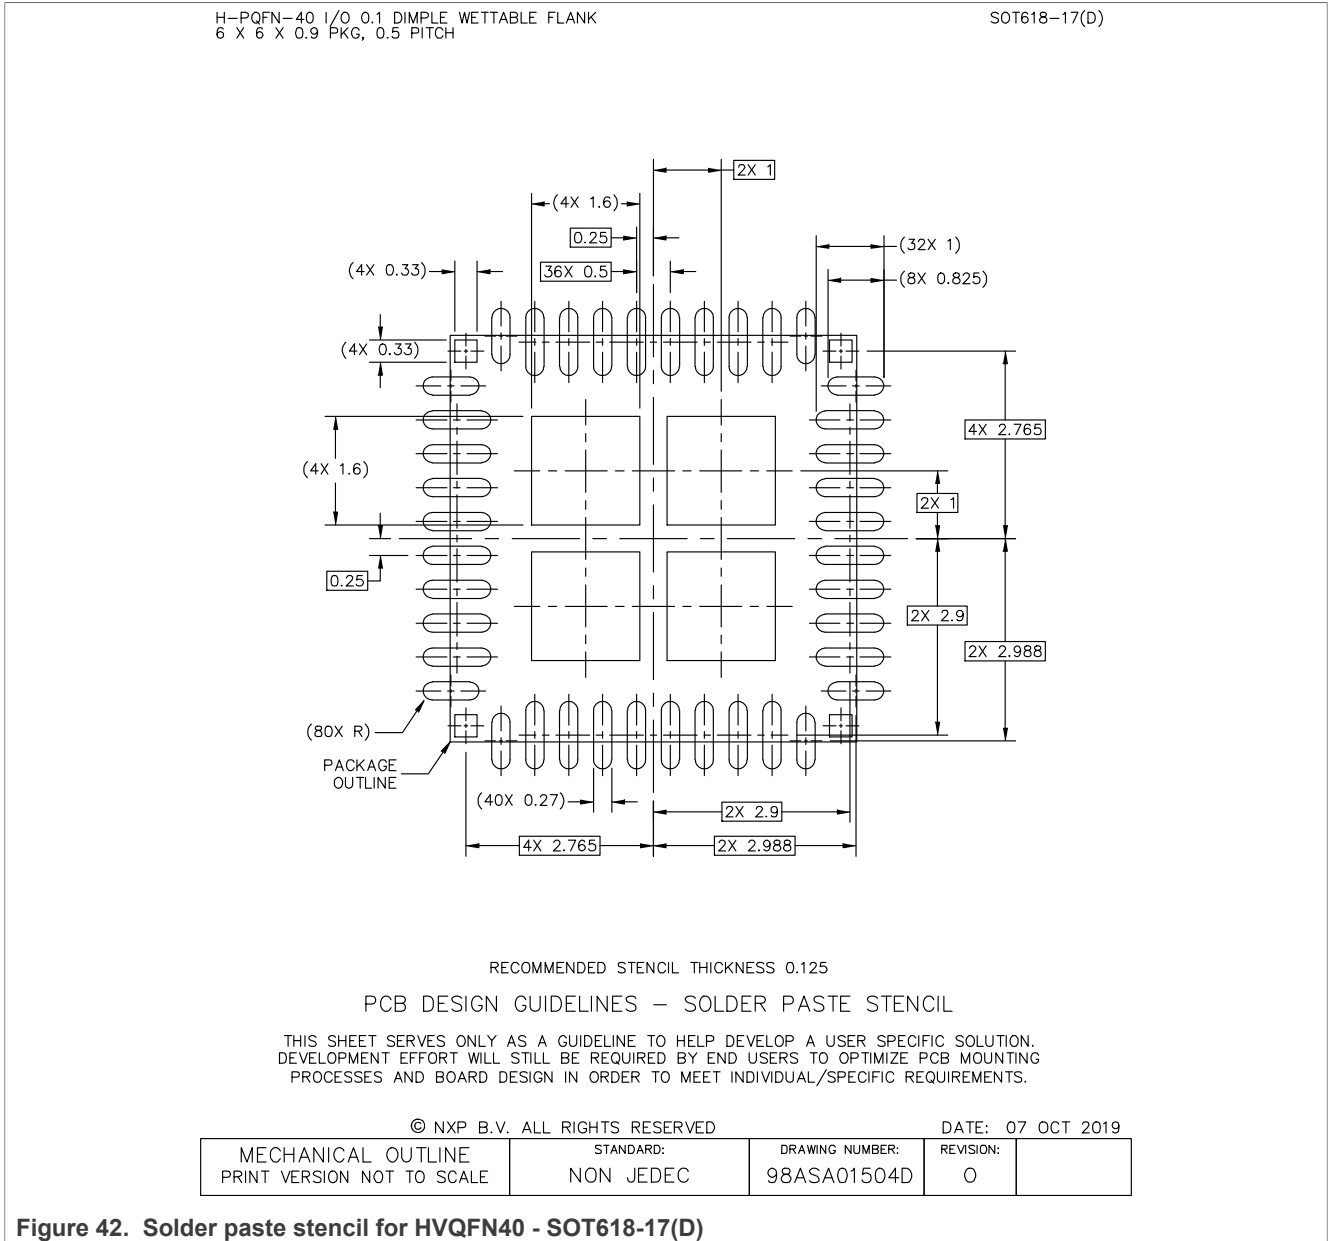 H-PQFN-40 I/O 0.1 DIMPLE WETTABLE FLANK
6 X 6 X 0.9 PKG, 0.5 PITCH
SOT618-17(D)
2X 1
(4X 1.6)
0.25
(32X 1)
(4X 0.33)
36X 0.5
(8X 0.825)
(4X 0.33)
4X 2.765
(4X 1.6)
2X 1
0.25
2X 2.9
2X 2.988
(80X R)
PACKAGE
OUTLINE
(40X 0.27)
2X 2.9
4X 2.765
2X 2.988
RECOMMENDED STENCIL THICKNESS 0.125
PCB DESIGN GUIDELINES – SOLDER PASTE STENCIL
THIS SHEET SERVES ONLY AS A GUIDELINE TO HELP DEVELOP A USER SPECIFIC SOLUTION.
DEVELOPMENT EFFORT WILL STILL BE REQUIRED BY END USERS TO OPTIMIZE PCB MOUNTING
PROCESSES AND BOARD DESIGN IN ORDER TO MEET INDIVIDUAL/SPECIFIC REQUIREMENTS.
© NXP B.V. ALL RIGHTS RESERVED
DATE: 07 OCT 2019
MECHANICAL OUTLINE
PRINT VERSION NOT TO SCALE
STANDARD:
NON JEDEC
DRAWING NUMBER:
98ASA01504D
REVISION:
O
Figure 42. Solder paste stencil for HVQFN40 - SOT618-17(D)